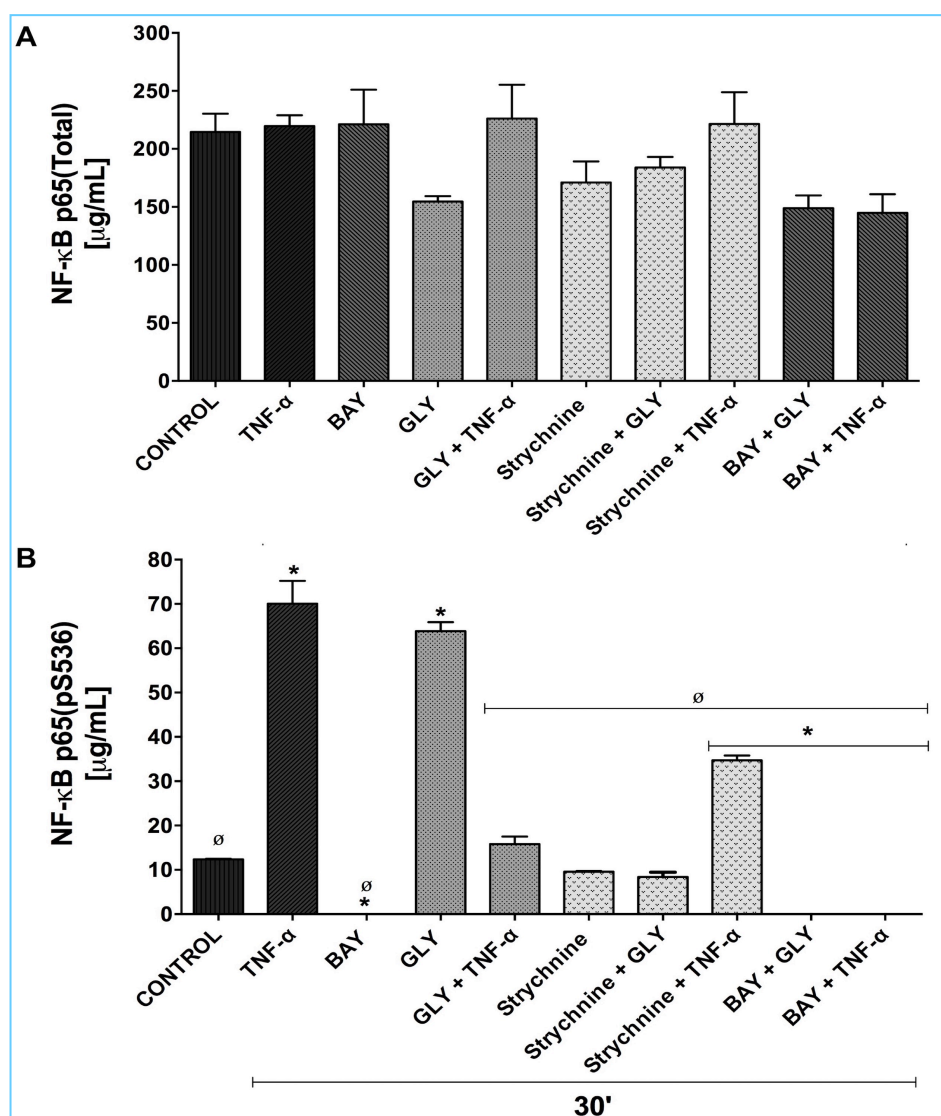 A
NF-κB p65(Total)
[μg/mL]
300
250
200
150
100
50
0
CONTROL
TNF-α
BAY
GLY
GLY + TNF-α
Strychnine
Strychnine + GLY
Strychnine + TNF-α
BAY + GLY
BAY + TNF-α
B
NF-κB p65(pS536)
[μg/mL]
80
70
60
50
40
30
20
10
0
ø
*
ø
*
*
ø
*
CONTROL
TNF-α
BAY
GLY
GLY + TNF-α
Strychnine
Strychnine + GLY
Strychnine + TNF-α
BAY + GLY
BAY + TNF-α
30'